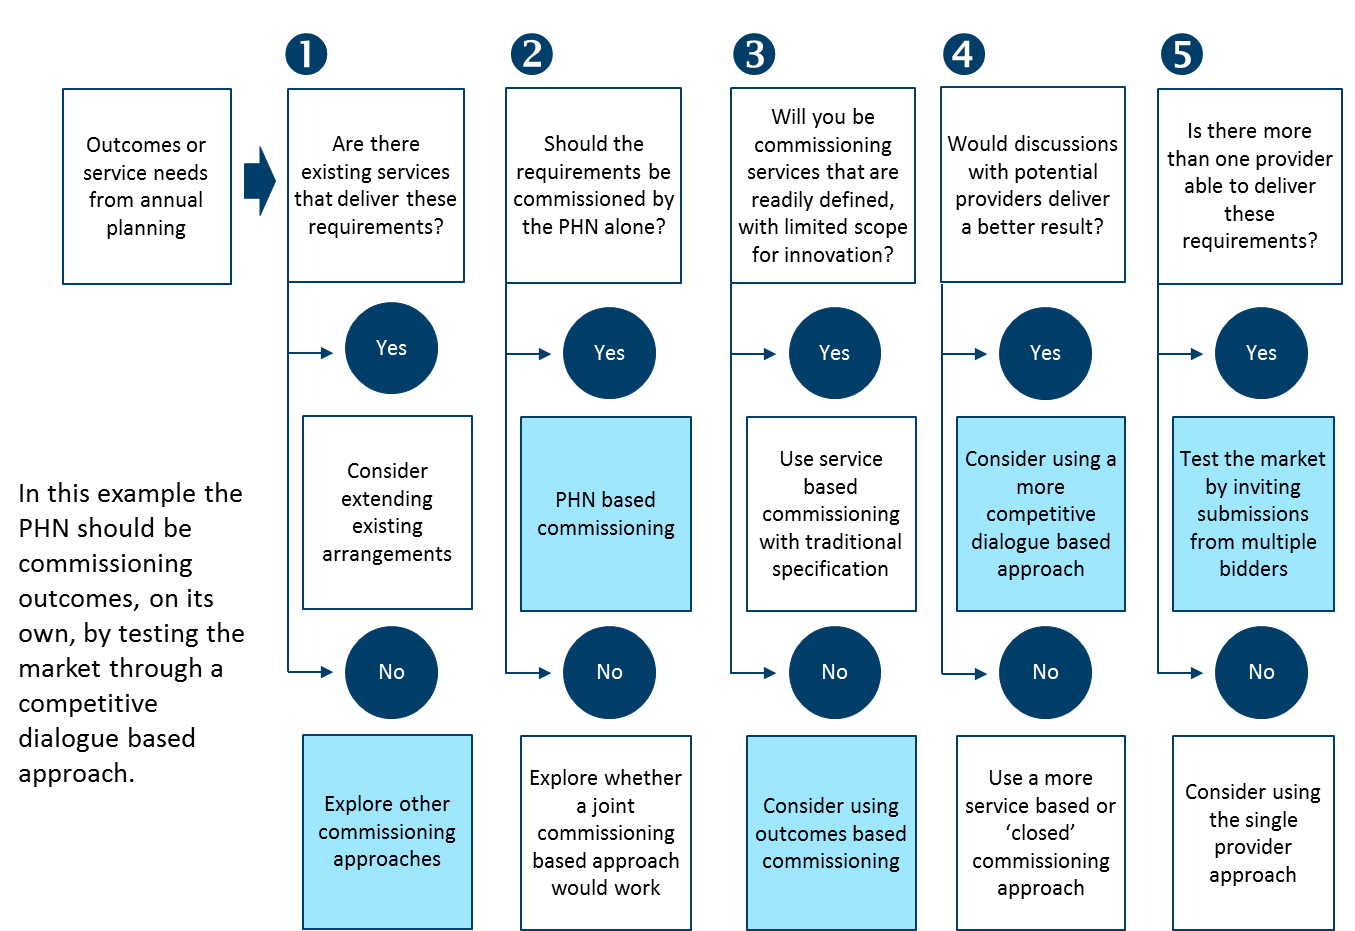 1
2
3
4
5
Outcomes or
service needs
from annual
planning
Are there
existing services
that deliver these
requirements?
Should the
requirements be
commissioned by
the PHN alone?
Will you be
commissioning
services that are
readily defined,
with limited scope
for innovation?
Would discussions
with potential
providers deliver
a better result?
Is there more
than one provider
able to deliver
these
requirements?
Yes
Yes
Yes
Yes
Yes
Consider
extending
existing
arrangements
PHN based
commissioning
Use service
based
commissioning
with traditional
specification
Consider using a
more
competitive
dialogue based
approach
Test the market
by inviting
submissions
from multiple
bidders
In this example the
PHN should be
commissioning
outcomes, on its
own, by testing the
market through a
competitive
dialogue based
approach.
No
No
No
No
No
Explore other
commissioning
approaches
Explore whether
a joint
commissioning
based approach
would work
Consider using
outcomes based
commissioning
Use a more
service based or
‘closed’
commissioning
approach
Consider using
the single
provider
approach